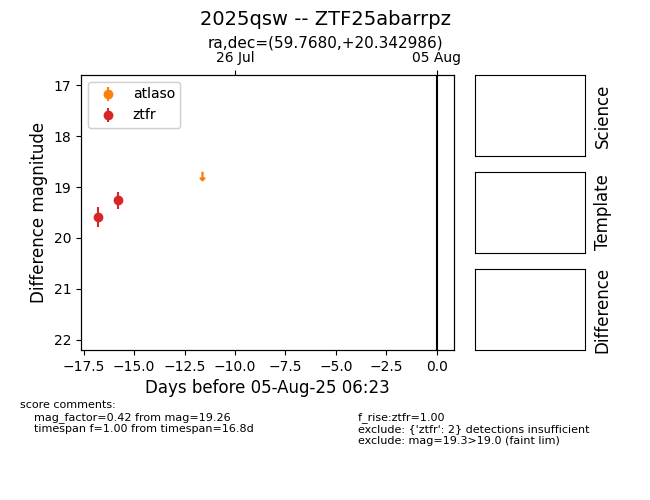 2025qsw -- ZTF25abarrpz
ra,dec=(59.7680,+20.342986)
26 Jul
05 Aug
17
18
19
20
21
22
Difference magnitude
atlaso
ztfr
−17.5
−15.0
−12.5
−10.0
−7.5
−5.0
−2.5
0.0
Days before 05-Aug-25 06:23
Science
Template
Difference
score comments:
mag_factor=0.42 from mag=19.26
timespan f=1.00 from timespan=16.8d
f_rise:ztfr=1.00
exclude: {'ztfr': 2} detections insufficient
exclude: mag=19.3>19.0 (faint lim)